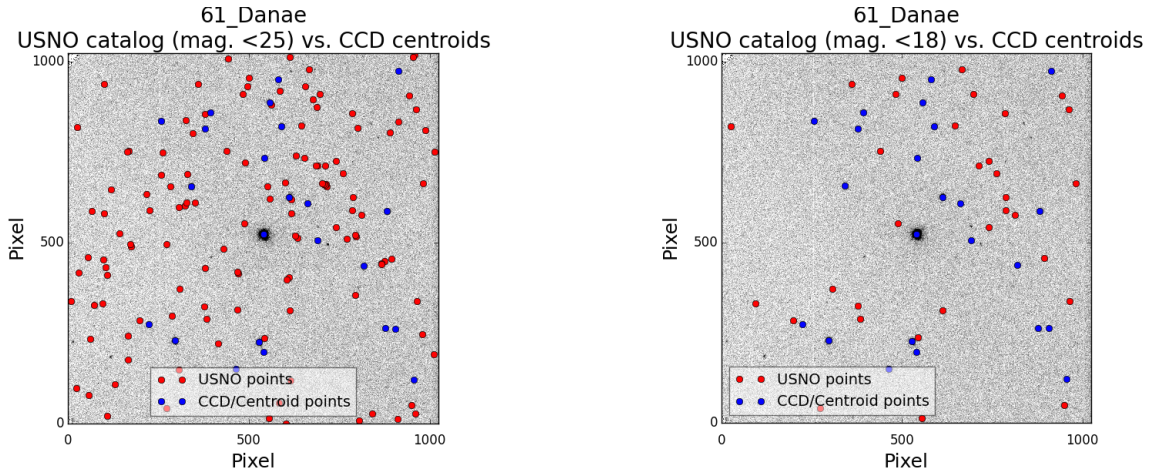 61_Danae
USNO catalog (mag. <25) vs. CCD centroids
1000
500
0
Pixel
0
500
1000
Pixel
USNO points
CCD/Centroid points
61_Danae
USNO catalog (mag. <18) vs. CCD centroids
1000
500
0
Pixel
0
500
1000
Pixel
USNO points
CCD/Centroid points